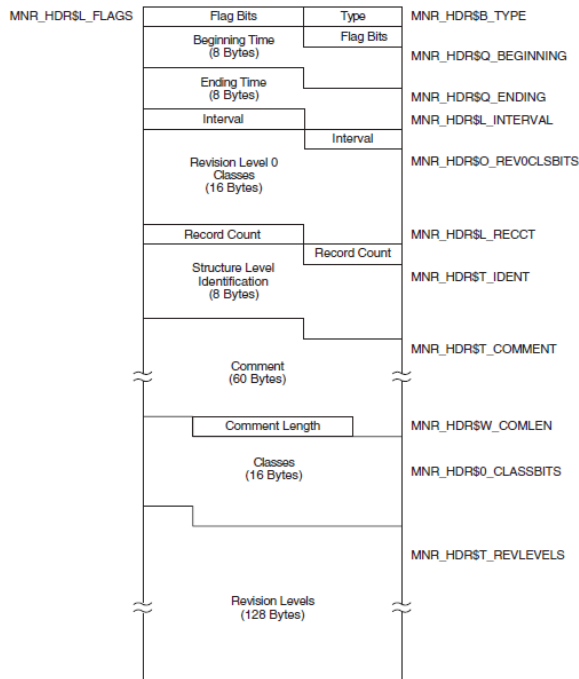 MNR_HDR$L_FLAGS Flag Bits Type MNR_HDR$B_TYPE
Beginning Time Flag Bits
(8 Bytes) MNR_HDR$Q_BEGINNING
Ending Time
(8 Bytes) MNR_HDR$Q_ENDING
Interval MNR_HDR$L_INTERVAL
Interval
Revision Level 0 MNR_HDR$O_REV0CLSBITS
Classes
(16 Bytes)
Record Count MNR_HDR$L_RECCT
Record Count
Structure Level MNR_HDR$T_IDENT
Identification
(8 Bytes)
MNR_HDR$T_COMMENT
Comment
(60 Bytes)
Comment Length MNR_HDR$W_COMLEN
Classes
(16 Bytes) MNR_HDR$0_CLASSBITS
MNR_HDR$T_REVLEVELS
Revision Levels
(128 Bytes)